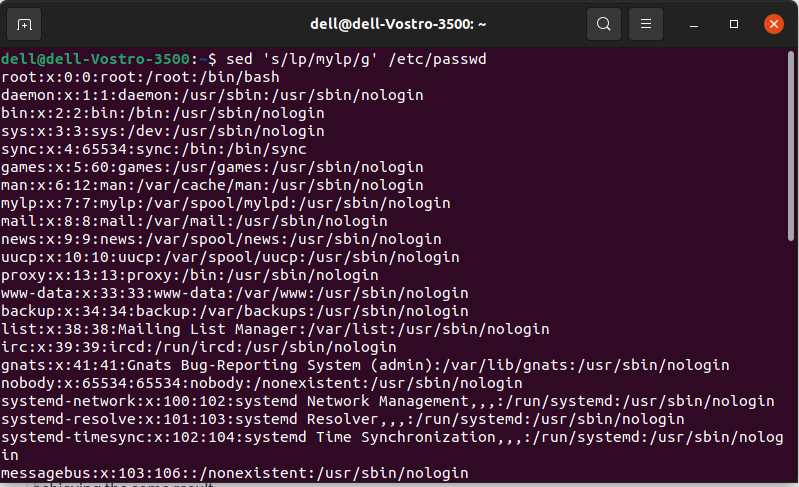 dell@dell-Vostro-3500: ~
dell@dell-Vostro-3500:~$ sed 's/lp/mylp/g' /etc/passwd
root:x:0:0:root:/root:/bin/bash
daemon:x:1:1:daemon:/usr/sbin:/usr/sbin/nologin
bin:x:2:2:bin:/bin:/usr/sbin/nologin
sys:x:3:3:sys:/dev:/usr/sbin/nologin
sync:x:4:65534:sync:/bin:/bin/sync
games:x:5:60:games:/usr/games:/usr/sbin/nologin
man:x:6:12:man:/var/cache/man:/usr/sbin/nologin
mylp:x:7:7:mylp:/var/spool/mylpd:/usr/sbin/nologin
mail:x:8:8:mail:/var/mail:/usr/sbin/nologin
news:x:9:9:news:/var/spool/news:/usr/sbin/nologin
uucp:x:10:10:uucp:/var/spool/uucp:/usr/sbin/nologin
proxy:x:13:13:proxy:/bin:/usr/sbin/nologin
www-data:x:33:33:www-data:/var/www:/usr/sbin/nologin
backup:x:34:34:backup:/var/backups:/usr/sbin/nologin
list:x:38:38:Mailing List Manager:/var/list:/usr/sbin/nologin
irc:x:39:39:ircd:/run/ircd:/usr/sbin/nologin
gnats:x:41:41:Gnats Bug-Reporting System (admin):/var/lib/gnats:/usr/sbin/nologin
nobody:x:65534:65534:nobody:/nonexistent:/usr/sbin/nologin
systemd-network:x:100:102:systemd Network Management,,,:/run/systemd:/usr/sbin/nologin
systemd-resolve:x:101:103:systemd Resolver,,,:/run/systemd:/usr/sbin/nologin
systemd-timesync:x:102:104:systemd Time Synchronization,,,:/run/systemd:/usr/sbin/nolog
in
messagebus:x:103:106::/nonexistent:/usr/sbin/nologin
achieving the same result